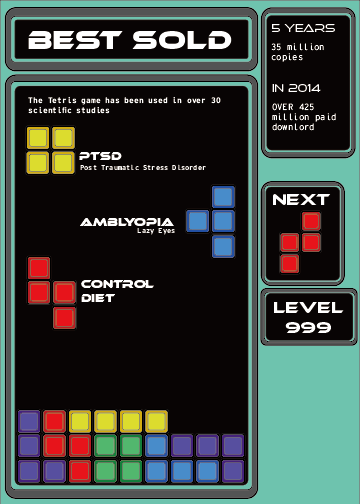 BEST SOLD
5 YEARS
35 million
copies
IN 2014
OVER 425
million paid
downlord
The Tetris game has been used in over 30
scientific studies
PTSD
Post Traumatic Stress Disorder
AMBLYOPIA
Lazy Eyes
CONTROL
DIET
NEXT
LEVEL
999